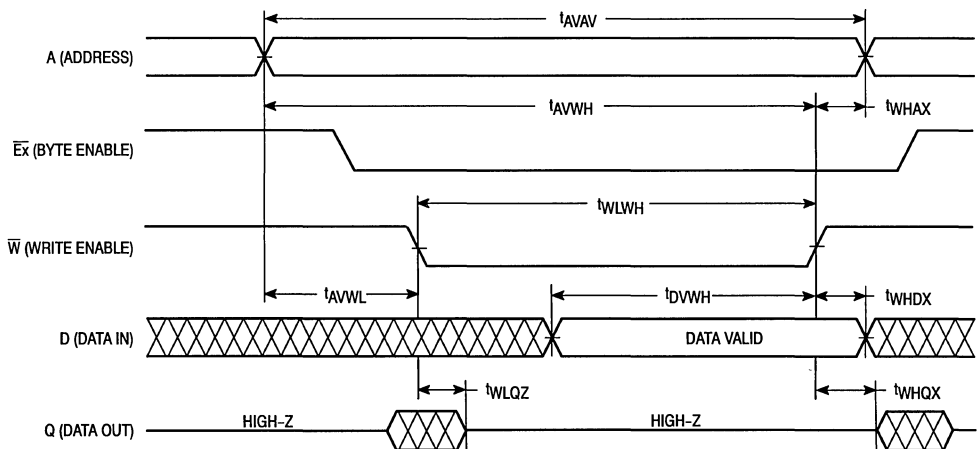 tAVAV
A (ADDRESS)
tAVWH
tWHAX
Ex (BYTE ENABLE)
tWLWH
W (WRITE ENABLE)
tAVWL
tDVWH
tWHDX
D (DATA IN)
DATA VALID
tWLQZ
tWHQX
Q (DATA OUT)
HIGH–Z
HIGH–Z